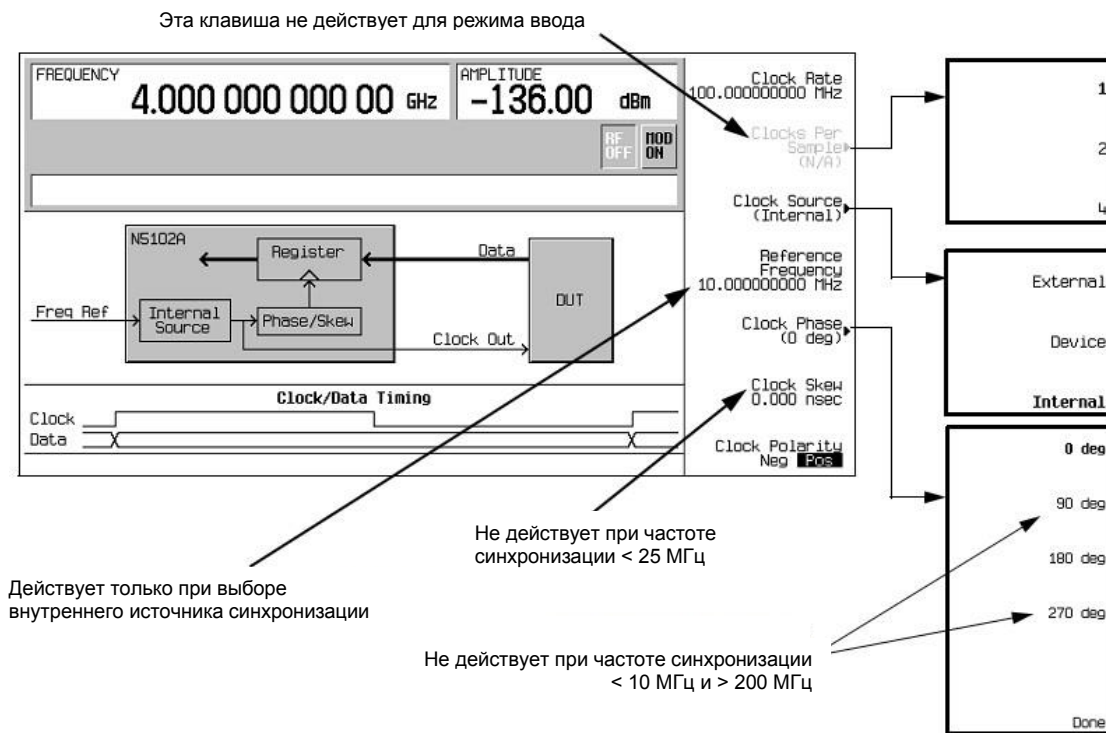 Эта клавиша не действует для режима ввода
FREQUENCY
4.000 000 000 00 GHz
AMPLITUDE
-136.00 dBm
RF OFF
MOD ON
N5102A
Register
Data
Freq Ref
Internal
Source
Phase/Skew
DUT
Clock Out
Clock/Data Timing
Clock
Data
Clock Rate
100.000000000 MHz
Clocks Per
Sample
(N/A)
Clock Source
(Internal)
Reference
Frequency
10.000000000 MHz
Clock Phase
(0 deg)
Clock Skew
0.000 nsec
Clock Polarity
Neg Pos
1
2
4
External
Device
Internal
0 deg
90 deg
180 deg
270 deg
Done
Не действует при частоте
синхронизации < 25 МГц
Действует только при выборе
внутреннего источника синхронизации
Не действует при частоте синхронизации
< 10 МГц и > 200 МГц